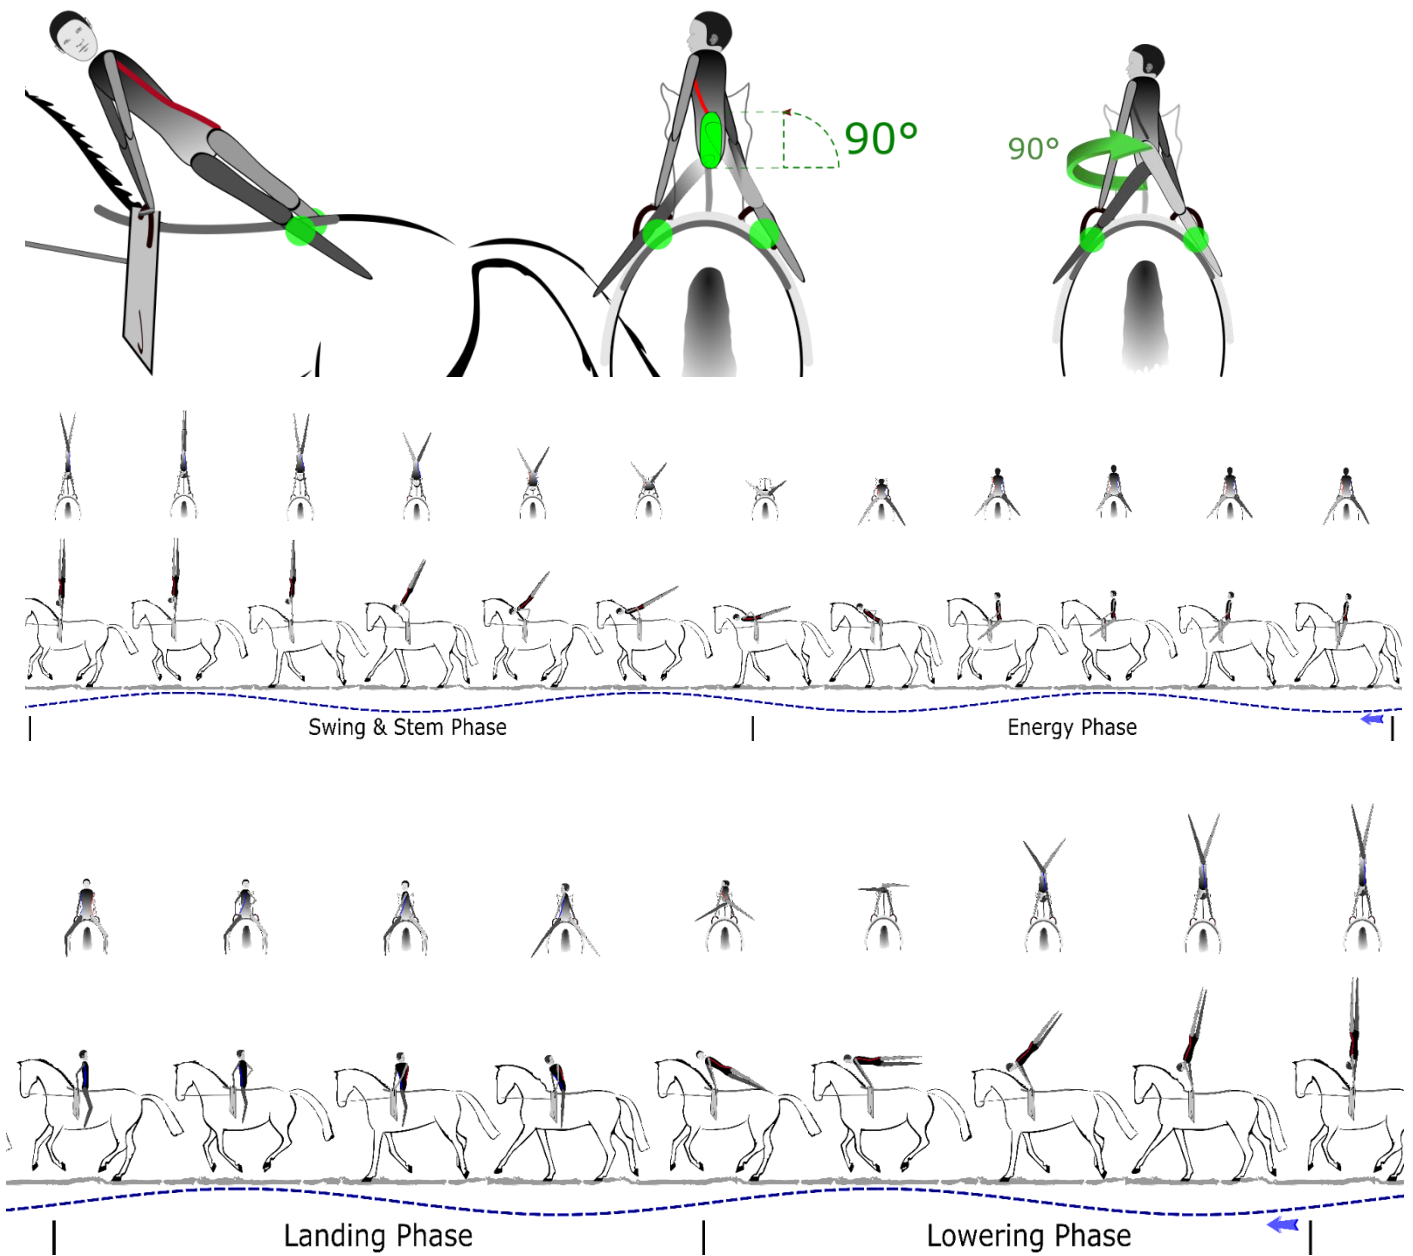 90°
90°
Swing & Stem Phase
Energy Phase
Landing Phase
Lowering Phase